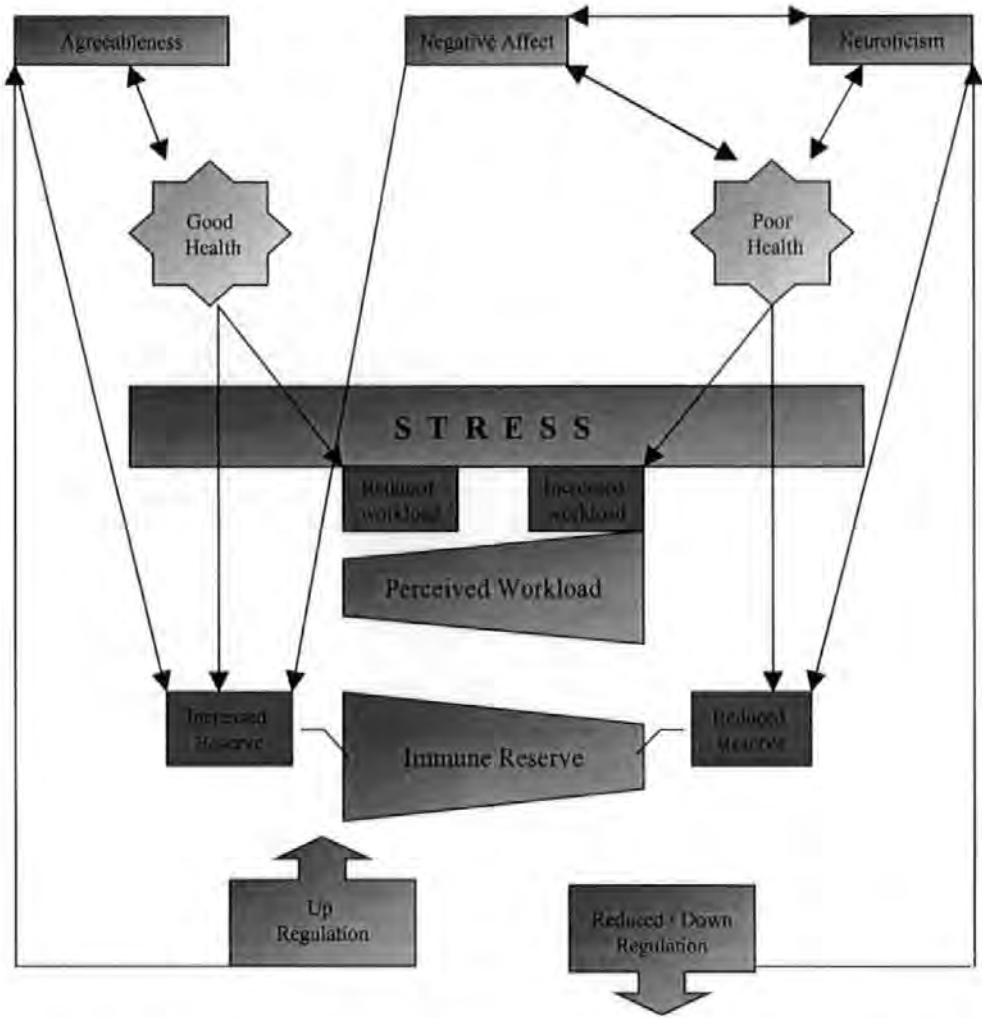 Agreeableness
Negative Affect
Neuroticism
Good
Health
Poor
Health
STRESS
Reduced
workload
Increased
workload
Perceived Workload
Increased
Reserve
Immune Reserve
Reduced
Reserve
Up
Regulation
Reduced / Down
Regulation